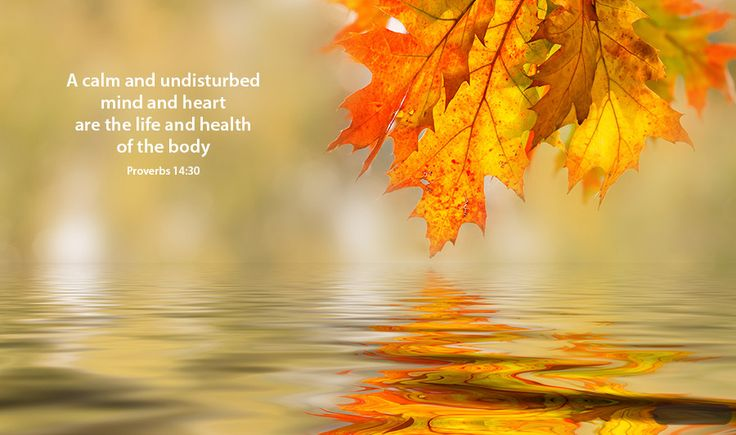 A calm and undisturbed
mind and heart
are the life and health
of the body
Proverbs 14:30